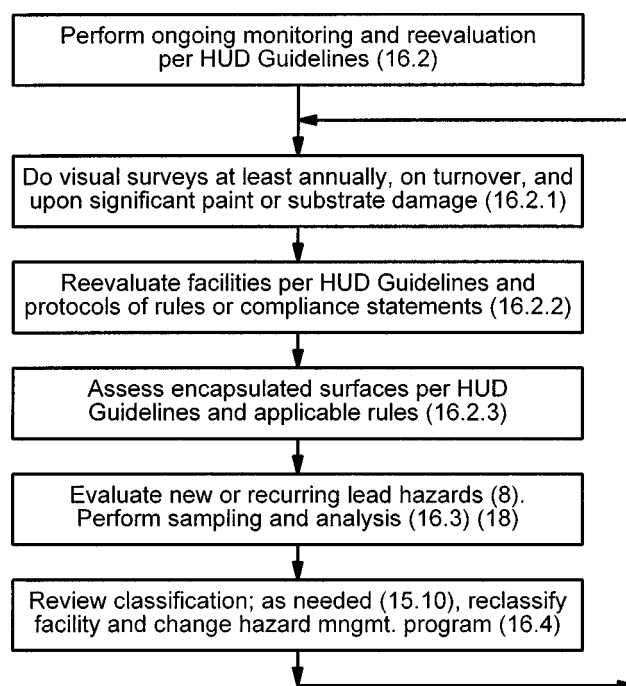 Perform ongoing monitoring and reevaluation
per HUD Guidelines (16.2)
Do visual surveys at least annually, on turnover, and
upon significant paint or substrate damage (16.2.1)
Reevaluate facilities per HUD Guidelines and
protocols of rules or compliance statements (16.2.2)
Assess encapsulated surfaces per HUD
Guidelines and applicable rules (16.2.3)
Evaluate new or recurring lead hazards (8).
Perform sampling and analysis (16.3) (18)
Review classification; as needed (15.10), reclassify
facility and change hazard mngmt. program (16.4)